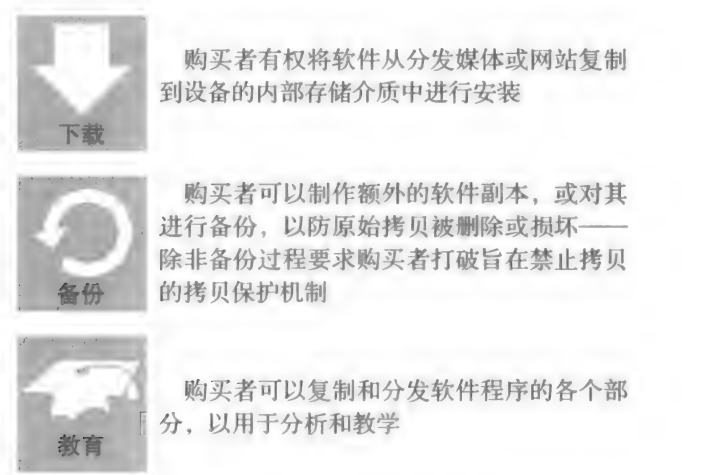 购买者有权将软件从分发媒体或网站复制
到设备的内部存储介质中进行安装
下载
购买者可以制作额外的软件副本，或对其
进行备份，以防原始拷贝被删除或损坏——
除非备份过程要求购买者打破旨在禁止拷贝
的拷贝保护机制
备份
购买者可以复制和分发软件程序的各个部
分，以用于分析和教学
教育